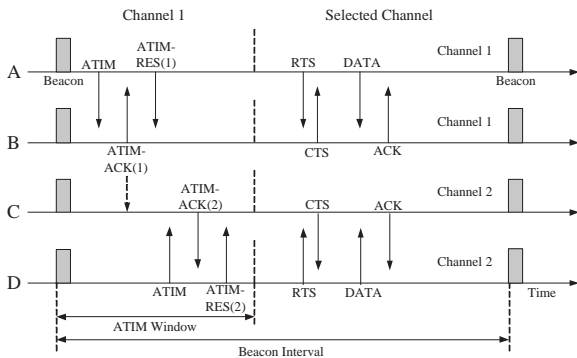 Channel 1
Selected Channel
ATIM
ATIM-
RES(1)
RTS
DATA
Channel 1
A
Beacon
Beacon
Channel 1
B
ATIM-
ACK(1)
CTS
ACK
ATIM-
ACK(2)
CTS
ACK
Channel 2
C
Channel 2
D
ATIM
ATIM-
RES(2)
RTS
DATA
Time
ATIM Window
Beacon Interval